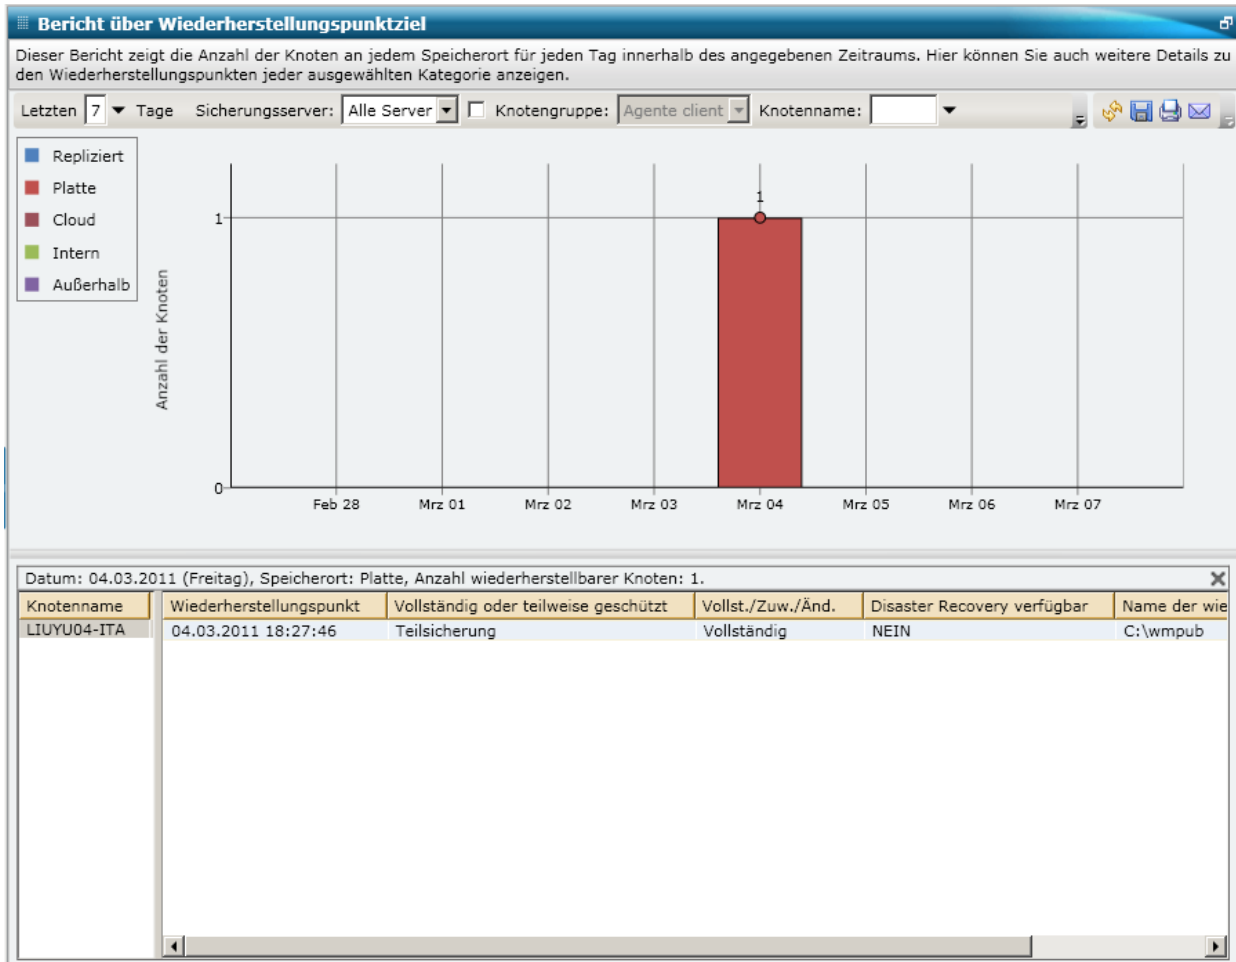 Bericht über Wiederherstellungspunktziel
Dieser Bericht zeigt die Anzahl der Knoten an jedem Speicherort für jeden Tag innerhalb des angegebenen Zeitraums. Hier können Sie auch weitere Details zu
den Wiederherstellungspunkten jeder ausgewählten Kategorie anzeigen.
Letzten 7 Tage Sicherungsserver: Alle Server Knotengruppe: Agente client Knotenname:
Repliziert
Platte
Cloud
Intern
Außerhalb
Anzahl der Knoten
1
1
0
Feb 28 Mrz 01 Mrz 02 Mrz 03 Mrz 04 Mrz 05 Mrz 06 Mrz 07
Datum: 04.03.2011 (Freitag), Speicherort: Platte, Anzahl wiederherstellbarer Knoten: 1.
Knotenname Wiederherstellungspunkt Vollständig oder teilweise geschützt Vollst./Zuw./Änd. Disaster Recovery verfügbar Name der wie
LIUYU04-ITA 04.03.2011 18:27:46 Teilsicherung Vollständig NEIN C:\wmpub